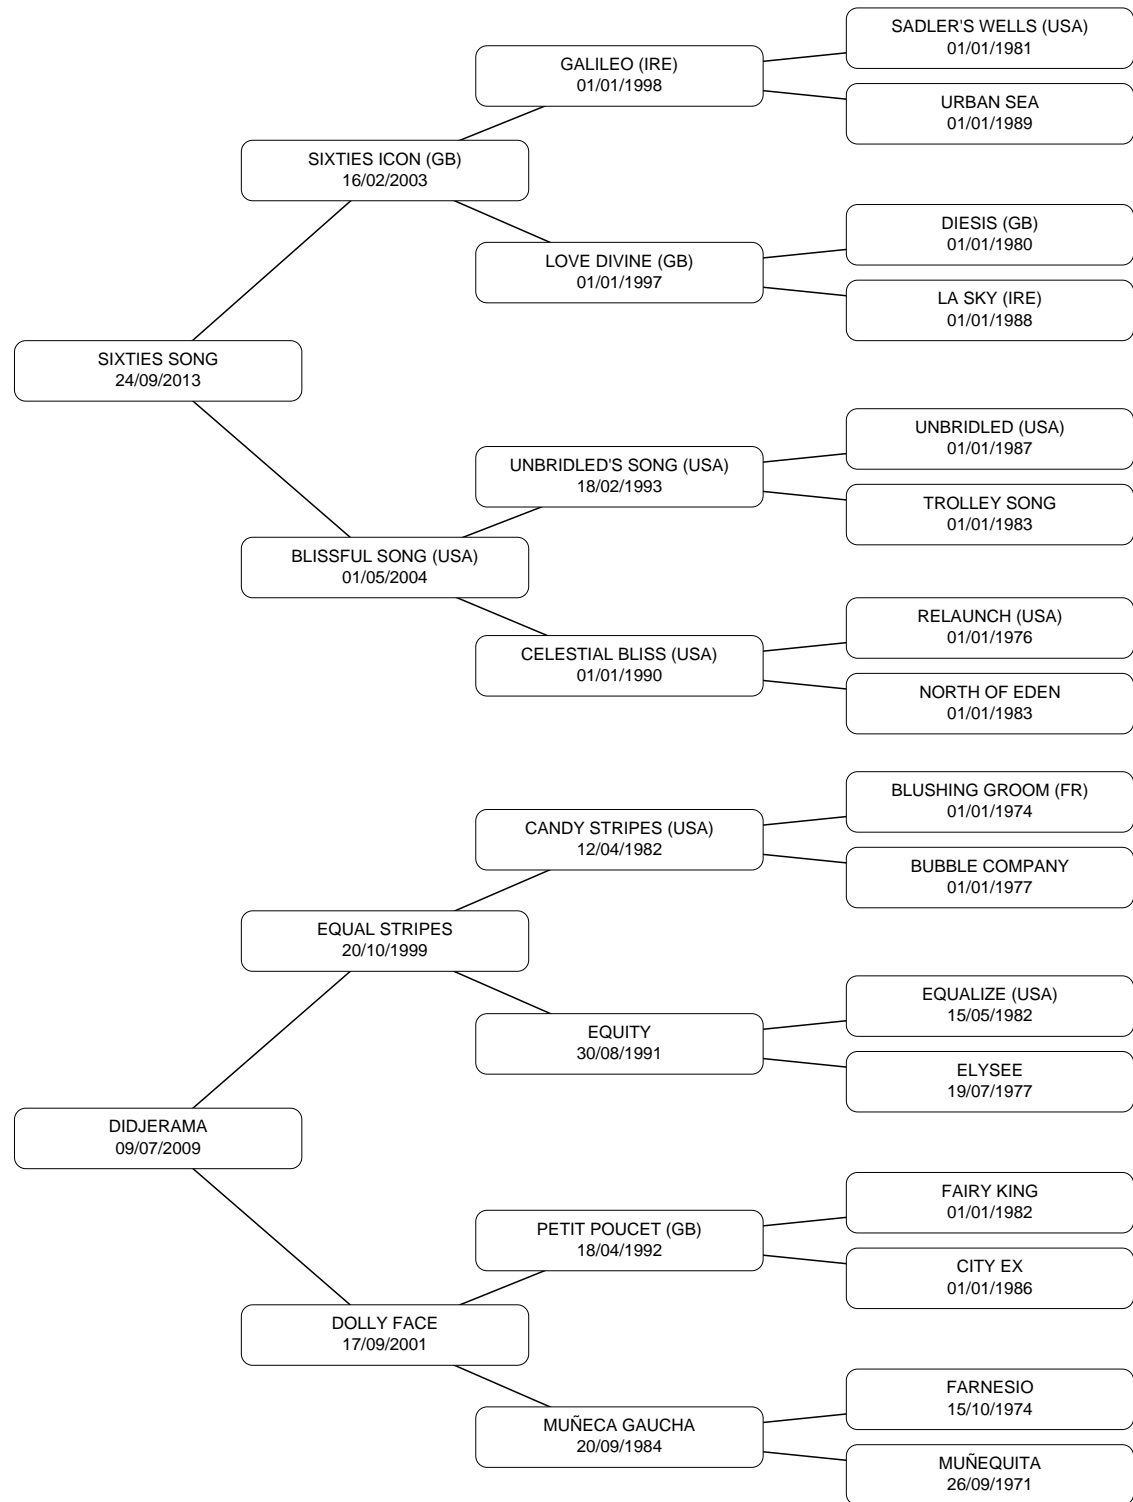 SADLER'S WELLS (USA)
01/01/1981
GALILEO (IRE)
01/01/1998
URBAN SEA
01/01/1989
SIXTIES ICON (GB)
16/02/2003
DIESIS (GB)
01/01/1980
LOVE DIVINE (GB)
01/01/1997
LA SKY (IRE)
01/01/1988
SIXTIES SONG
24/09/2013
UNBRIDLED (USA)
01/01/1987
UNBRIDLED'S SONG (USA)
18/02/1993
TROLLEY SONG
01/01/1983
BLISSFUL SONG (USA)
01/05/2004
RELAUNCH (USA)
01/01/1976
CELESTIAL BLISS (USA)
01/01/1990
NORTH OF EDEN
01/01/1983
BLUSHING GROOM (FR)
01/01/1974
CANDY STRIPES (USA)
12/04/1982
BUBBLE COMPANY
01/01/1977
EQUAL STRIPES
20/10/1999
EQUALIZE (USA)
15/05/1982
EQUITY
30/08/1991
ELYSEE
19/07/1977
DIDJERAMA
09/07/2009
FAIRY KING
01/01/1982
PETIT POUCET (GB)
18/04/1992
CITY EX
01/01/1986
DOLLY FACE
17/09/2001
FARNESIO
15/10/1974
MUÑECA GAUCHA
20/09/1984
MUÑEQUITA
26/09/1971